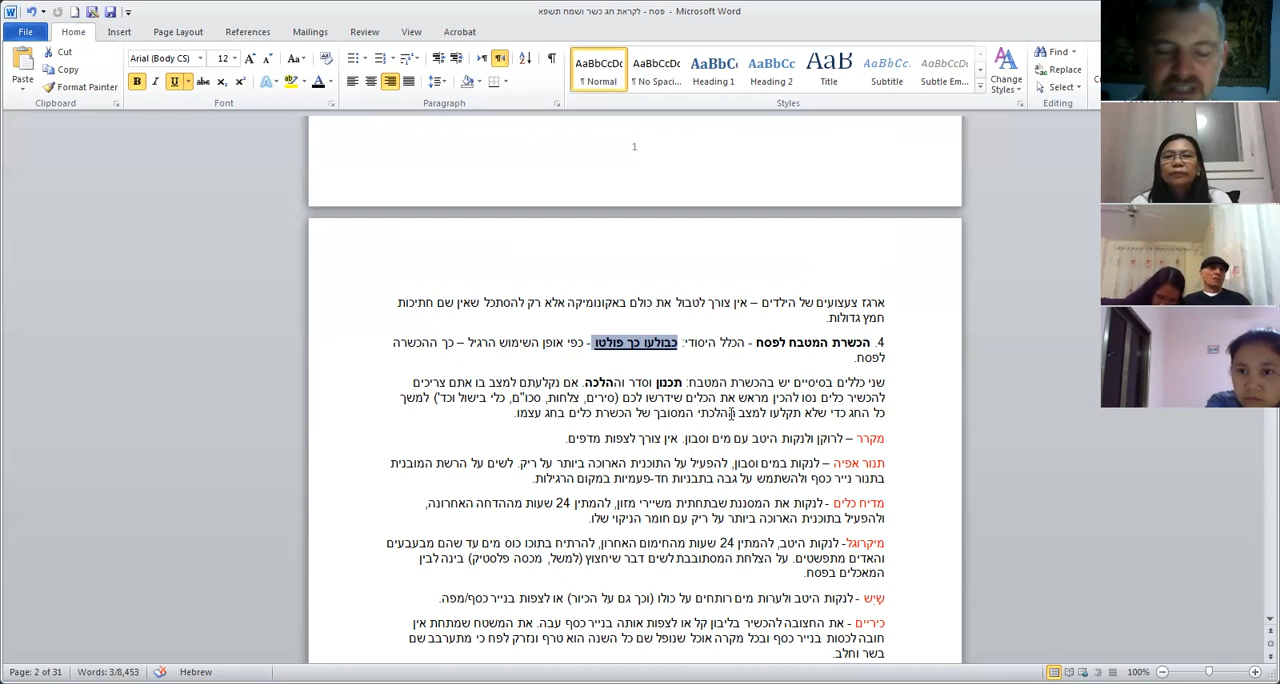 פסח - לקראת חג כשר ושמח תשפא - Microsoft Word
File Home Insert Page Layout References Mailings Review View Acrobat
Paste Cut Copy Format Painter Clipboard
Arial (Body CS) 12 Font
Paragraph
AaBbCcDc ¶ Normal
AaBbCcDc ¶ No Spaci...
AaBbC Heading 1
AaBbCc Heading 2
AaB Title
AaBbCc. Subtitle
AaBbCcDc Subtle Em...
Styles
Change Styles
Find Replace Select Editing
1
ארגז צעצועים של הילדים – אין צורך לטבול את כולם באקונומיקה אלא רק להסתכל שאין שם חתיכות
חמץ גדולות.
4. הכשרת המטבח לפסח - הכלל היסודי: כבולעו כך פולטו - כפי אופן השימוש הרגיל – כך ההכשרה
לפסח.
שני כללים בסיסיים יש בהכשרת המטבח: תכנון וסדר והלכה. אם נקלעתם למצב בו אתם צריכים
להכשיר כלים נסו להכין מראש את הכלים שידרשו לכם (סירים, צלחות, סכו"ם, כלי בישול וכד') למשך
כל החג כדי שלא תקלעו למצב ההלכתי המסובך של הכשרת כלים בחג עצמו.
מקרר – לרוקן ולנקות היטב עם מים וסבון. אין צורך לצפות מדפים.
תנור אפיה – לנקות במים וסבון, להפעיל על התוכנית הארוכה ביותר על ריק. לשים על הרשת המובנית
בתנור נייר כסף ולהשתמש על גבה בתבניות חד-פעמיות במקום הרגילות.
מדיח כלים - לנקות את המסננת שבתחתית משיירי מזון, להמתין 24 שעות מההדחה האחרונה,
ולהפעיל בתוכנית הארוכה ביותר על ריק עם חומר הניקוי שלו.
מיקרוגל- לנקות היטב, להמתין 24 שעות מהחימום האחרון, להרתיח בתוכו כוס מים עד שהם מבעבעים
והאדים מתפשטים. על הצלחת המסתובבת לשים דבר שיחצוץ (למשל, מכסה פלסטיק) בינה לבין
המאכלים בפסח.
שָיִש - לנקות היטב ולערות מים רותחים על כולו (וכך גם על הכיור) או לצפות בנייר כסף/מפה.
כיריים - את החצובה להכשיר בליבון קל או לצפות אותה בנייר כסף עבה. את המשטח שמתחת אין
חובה לכסות בנייר כסף ובכל מקרה אוכל שנופל שם כל השנה הוא טרף ונזרק לפח כי מתערבב שם
בשר וחלב.
Page: 2 of 31 Words: 3/8,453 Hebrew 100%